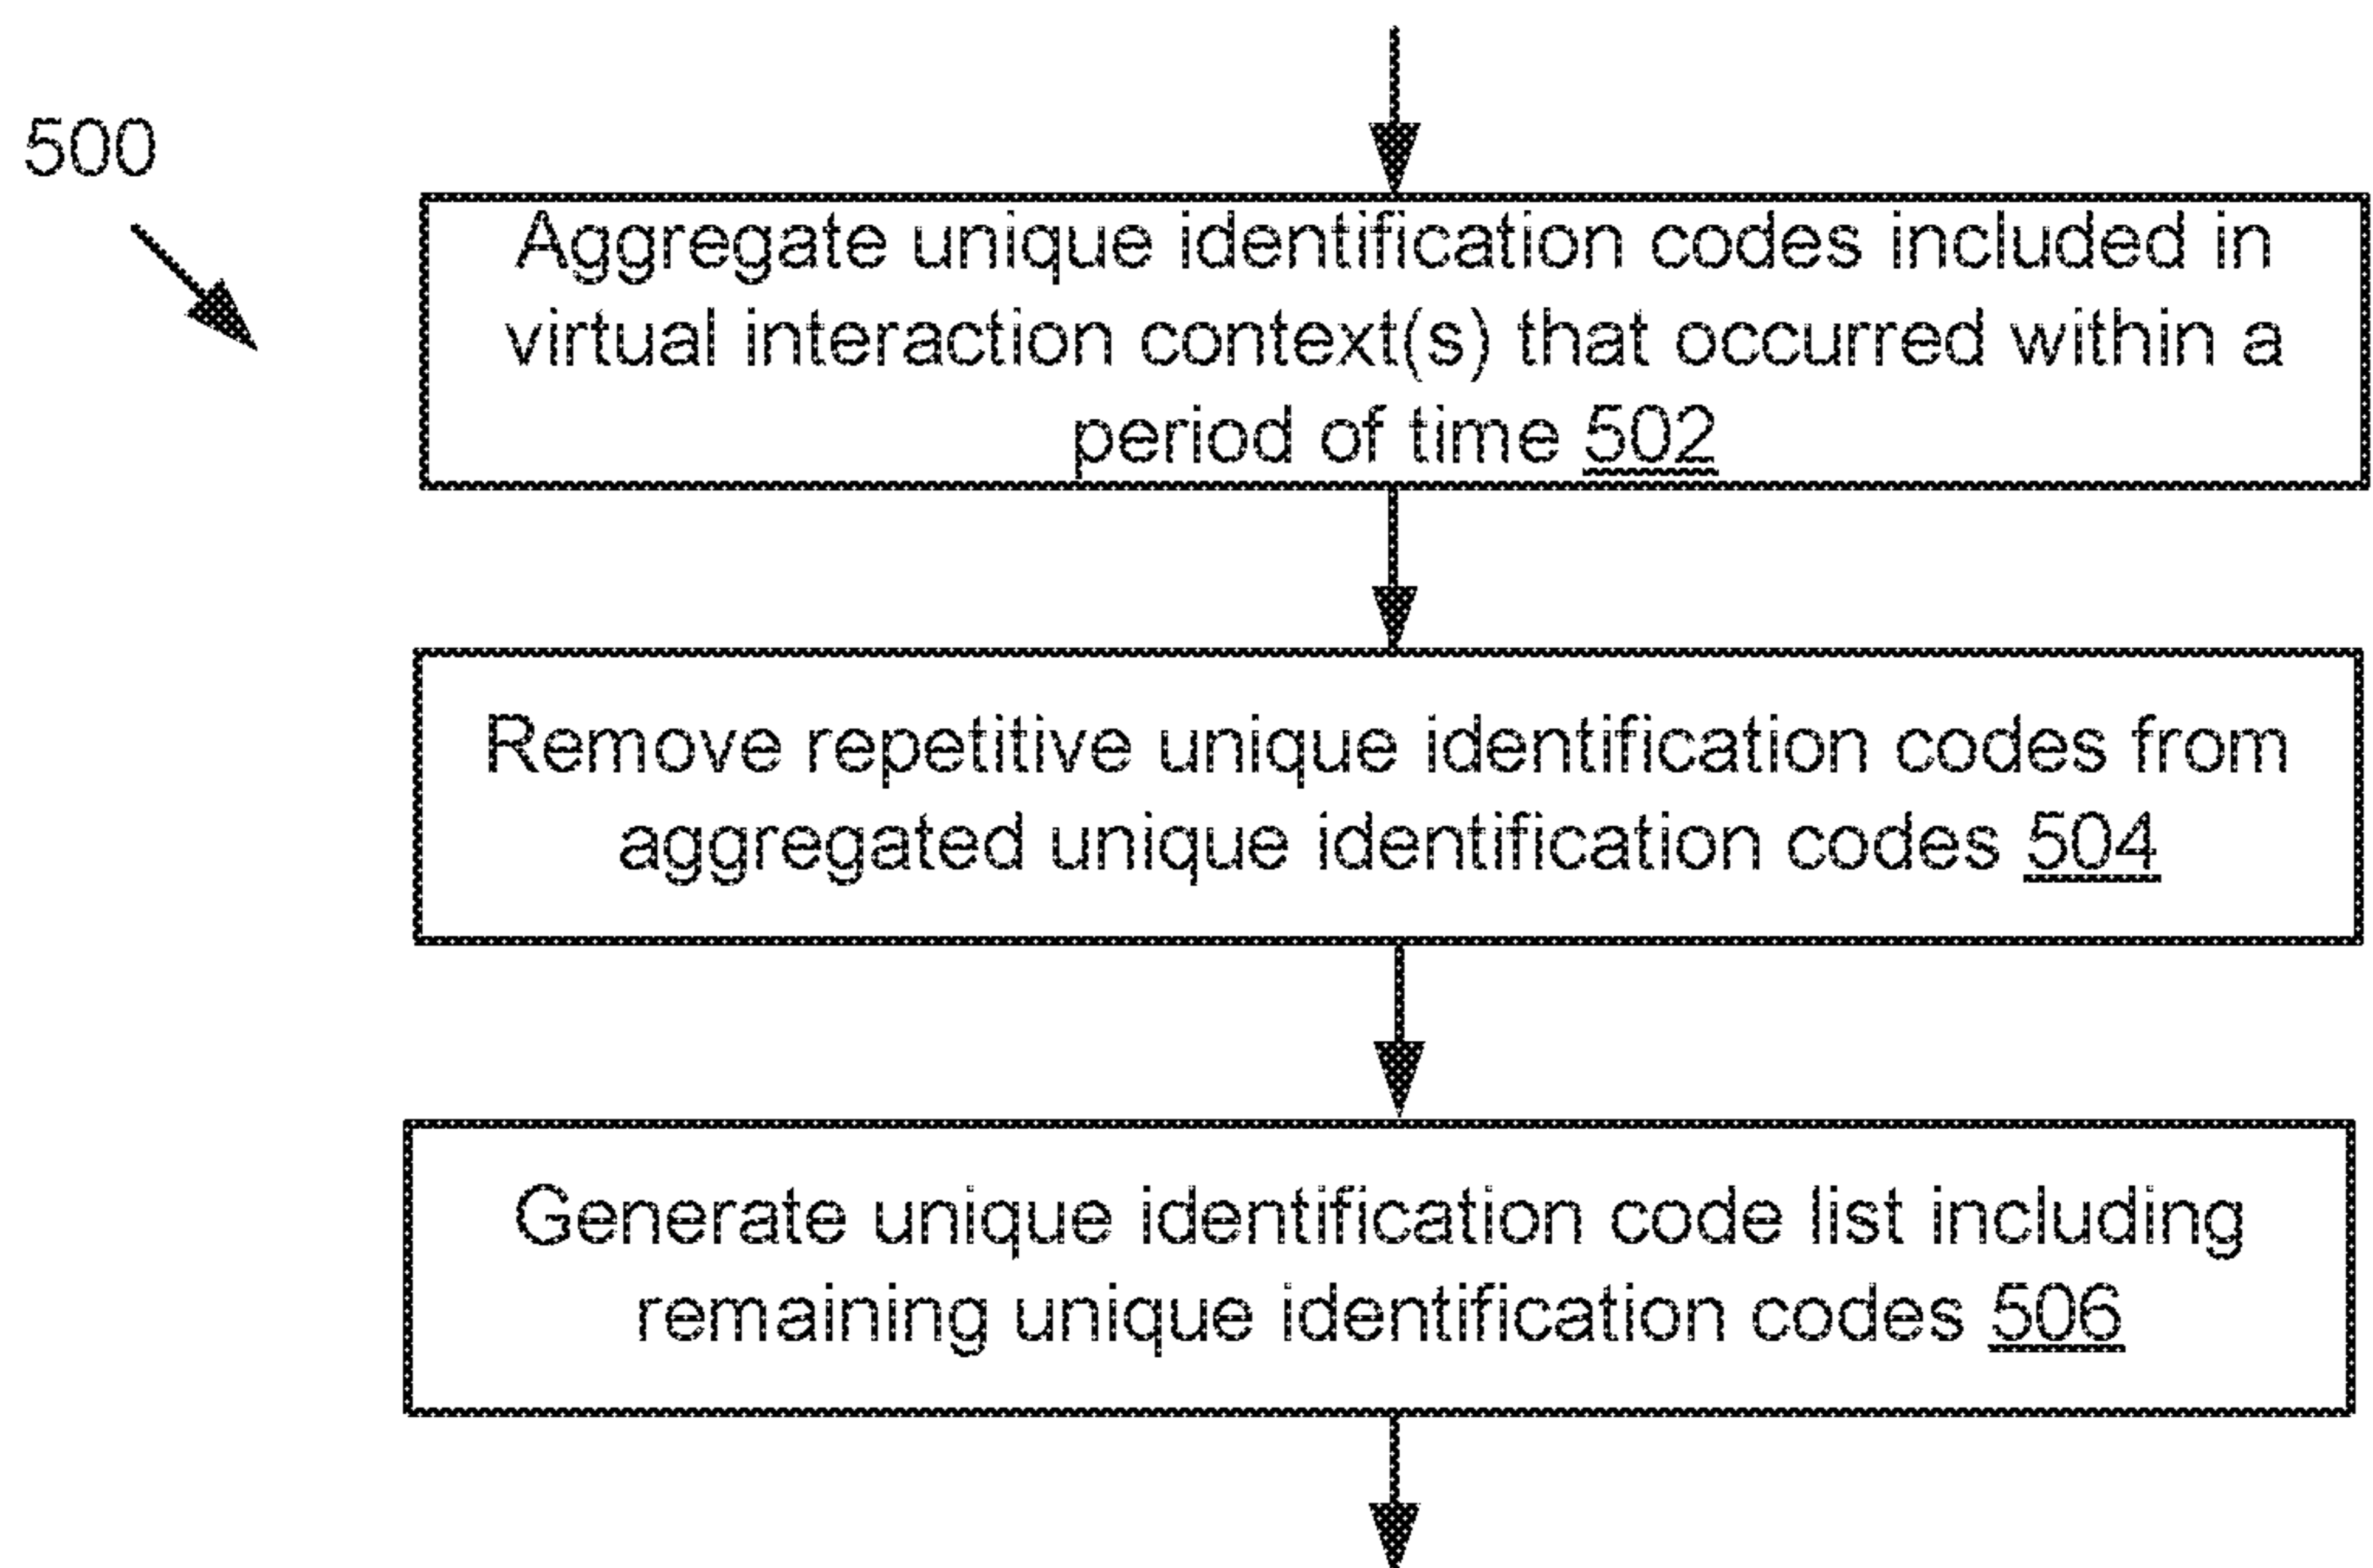 500
Aggregate unique identification codes included in
virtual interaction context(s) that occurred within a
period of time 502
Remove repetitive unique identification codes from
aggregated unique identification codes 504
Generate unique identification code list including
remaining unique identification codes 506